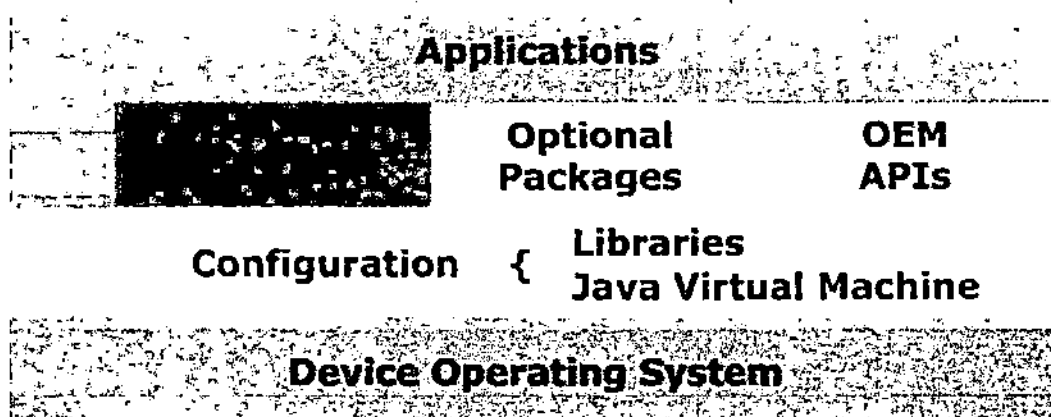 Applications
Optional Packages
OEM APIs
Configuration { Libraries
Java Virtual Machine
Device Operating System